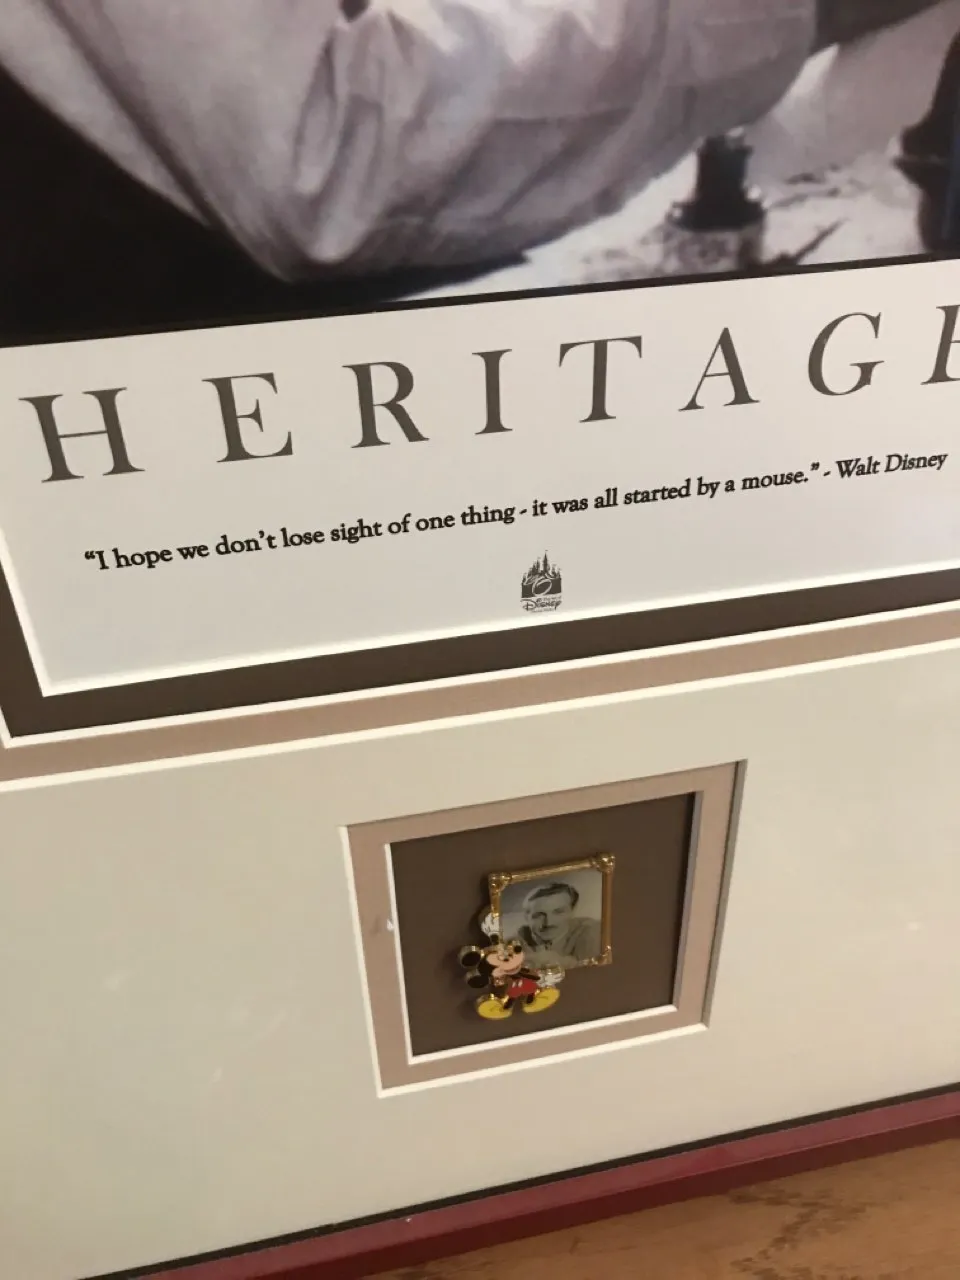 HERITAGE
“I hope we don’t lose sight of one thing - it was all started by a mouse.” - Walt Disney
Disney